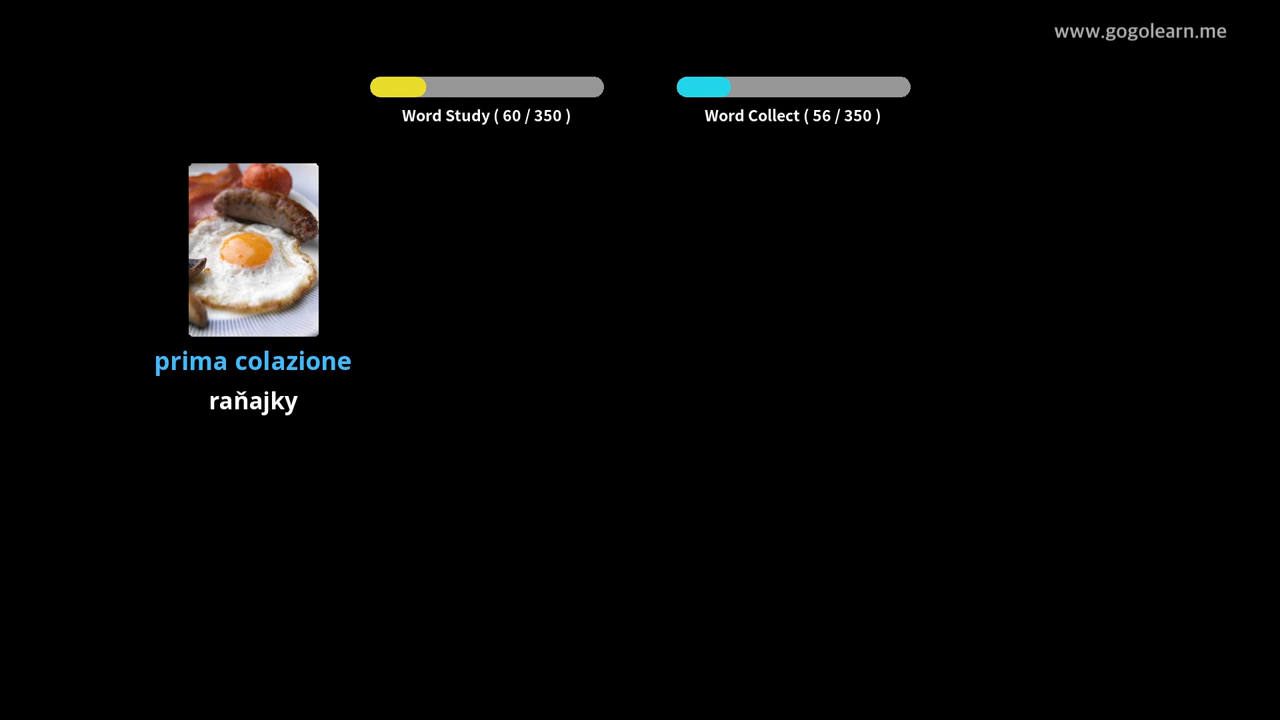 www.gogolearn.me
Word Study ( 60 / 350 )
Word Collect ( 56 / 350 )
prima colazione
raňajky